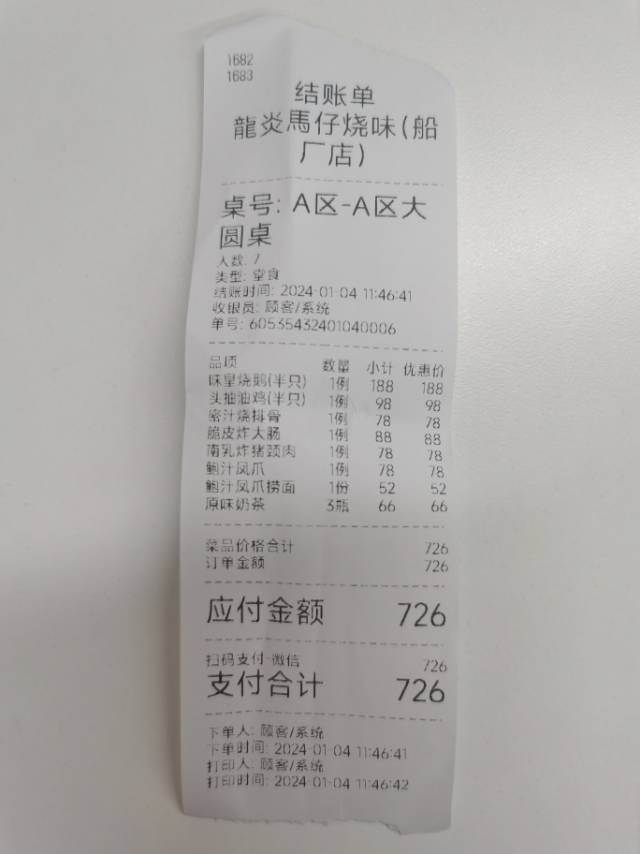 1682
1683
结账单
龍炎馬仔烧味(船
厂店)
桌号: A区-A区大
圆桌
人数: 7
类型: 堂食
结账时间: 2024-01-04 11:46:41
收银员: 顾客/系统
单号: 60535432401040006
品项 数量 小计 优惠价
味皇烧鹅(半只) 1例 188 188
头抽油鸡(半只) 1例 98 98
蜜汁烧排骨 1例 78 78
脆皮炸大肠 1例 88 88
南乳炸猪颈肉 1例 78 78
鲍汁凤爪 1例 78 78
鲍汁凤爪捞面 1份 52 52
原味奶茶 3瓶 66 66
菜品价格合计 726
订单金额 726
应付金额 726
扫码支付-微信 726
支付合计 726
下单人: 顾客/系统
下单时间: 2024-01-04 11:46:41
打印人: 顾客/系统
打印时间: 2024-01-04 11:46:42